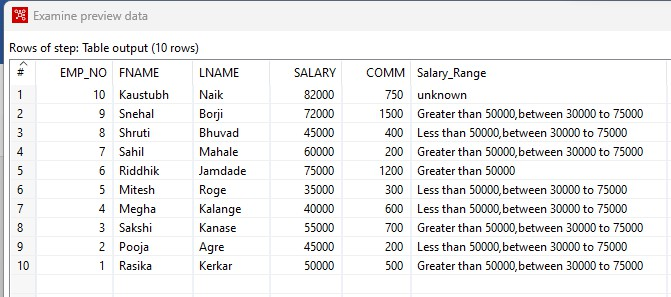 Examine preview data
Rows of step: Table output (10 rows)
# EMP_NO FNAME LNAME SALARY COMM Salary_Range
1 10 Kaustubh Naik 82000 750 unknown
2 9 Snehal Borji 72000 1500 Greater than 50000,between 30000 to 75000
3 8 Shruti Bhuvad 45000 400 Less than 50000,between 30000 to 75000
4 7 Sahil Mahale 60000 200 Greater than 50000,between 30000 to 75000
5 6 Riddhik Jamdade 75000 1200 Greater than 50000
6 5 Mitesh Roge 35000 300 Less than 50000,between 30000 to 75000
7 4 Megha Kalange 40000 600 Less than 50000,between 30000 to 75000
8 3 Sakshi Kanase 55000 700 Greater than 50000,between 30000 to 75000
9 2 Pooja Agre 45000 200 Less than 50000,between 30000 to 75000
10 1 Rasika Kerkar 50000 500 Greater than 50000,between 30000 to 75000